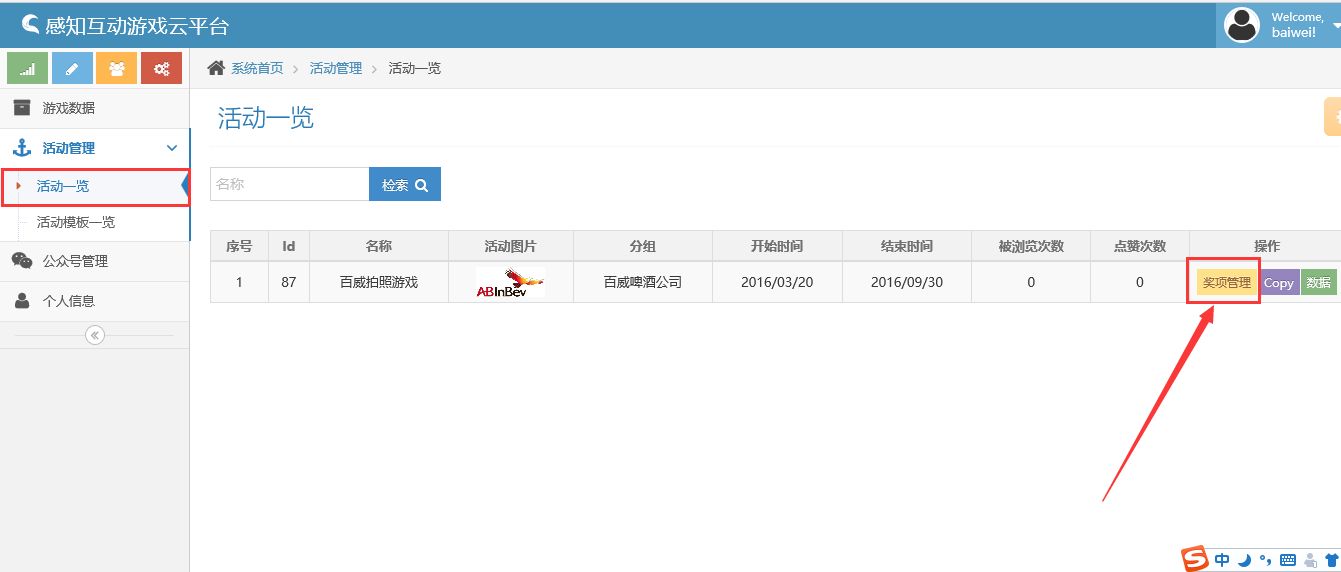 感知互动游戏云平台
Welcome,
baiwei!
系统首页 > 活动管理 > 活动一览
游戏数据
活动管理
活动一览
活动模板一览
公众号管理
个人信息
活动一览
名称 检索
序号 Id 名称 活动图片 分组 开始时间 结束时间 被浏览次数 点赞次数 操作
1 87 百威拍照游戏 ABInBev 百威啤酒公司 2016/03/20 2016/09/30 0 0 奖项管理 Copy 数据
S 中